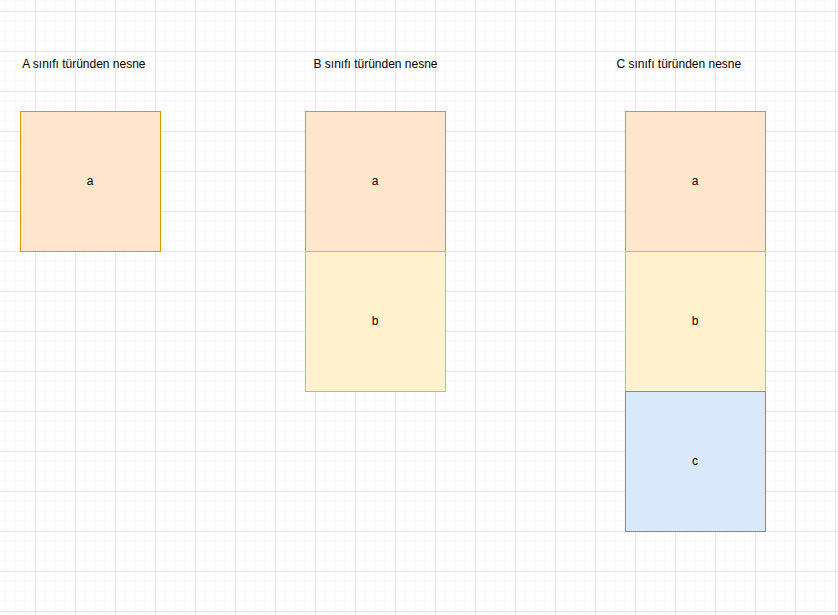 A sınıfı türünden nesne
B sınıfı türünden nesne
C sınıfı türünden nesne
a
a
a
b
b
c